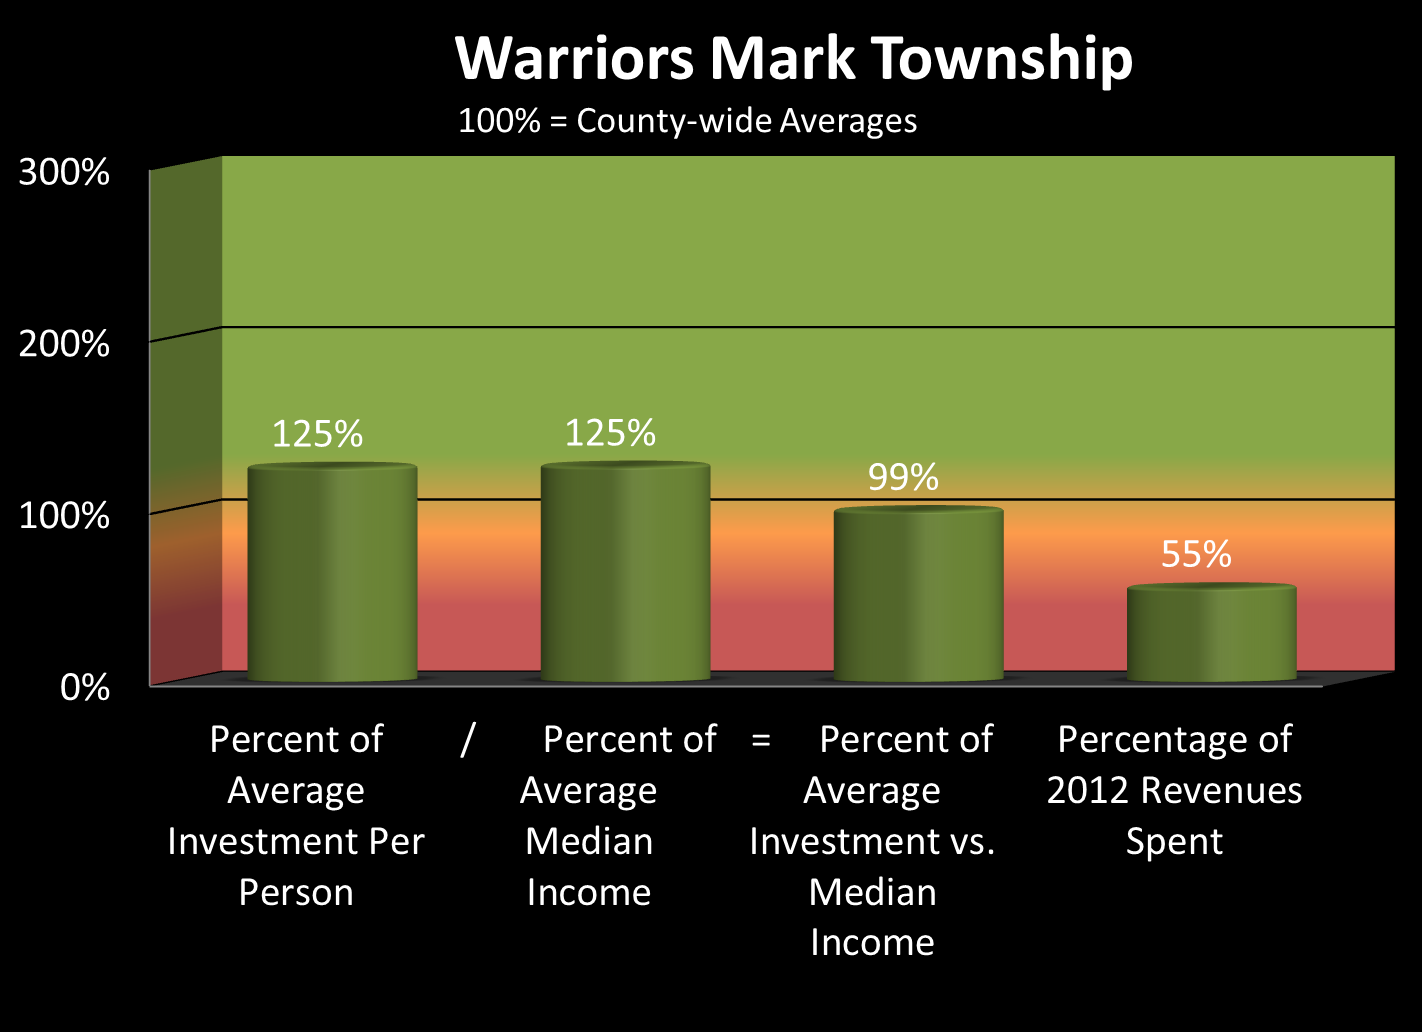 Warriors Mark Township
100% = County-wide Averages
300%
200%
100%
0%
125%
125%
99%
55%
Percent of / Percent of = Percent of Percentage of
Average Average Average 2012 Revenues
Investment Per Median Investment vs. Spent
Person Income Median
Income